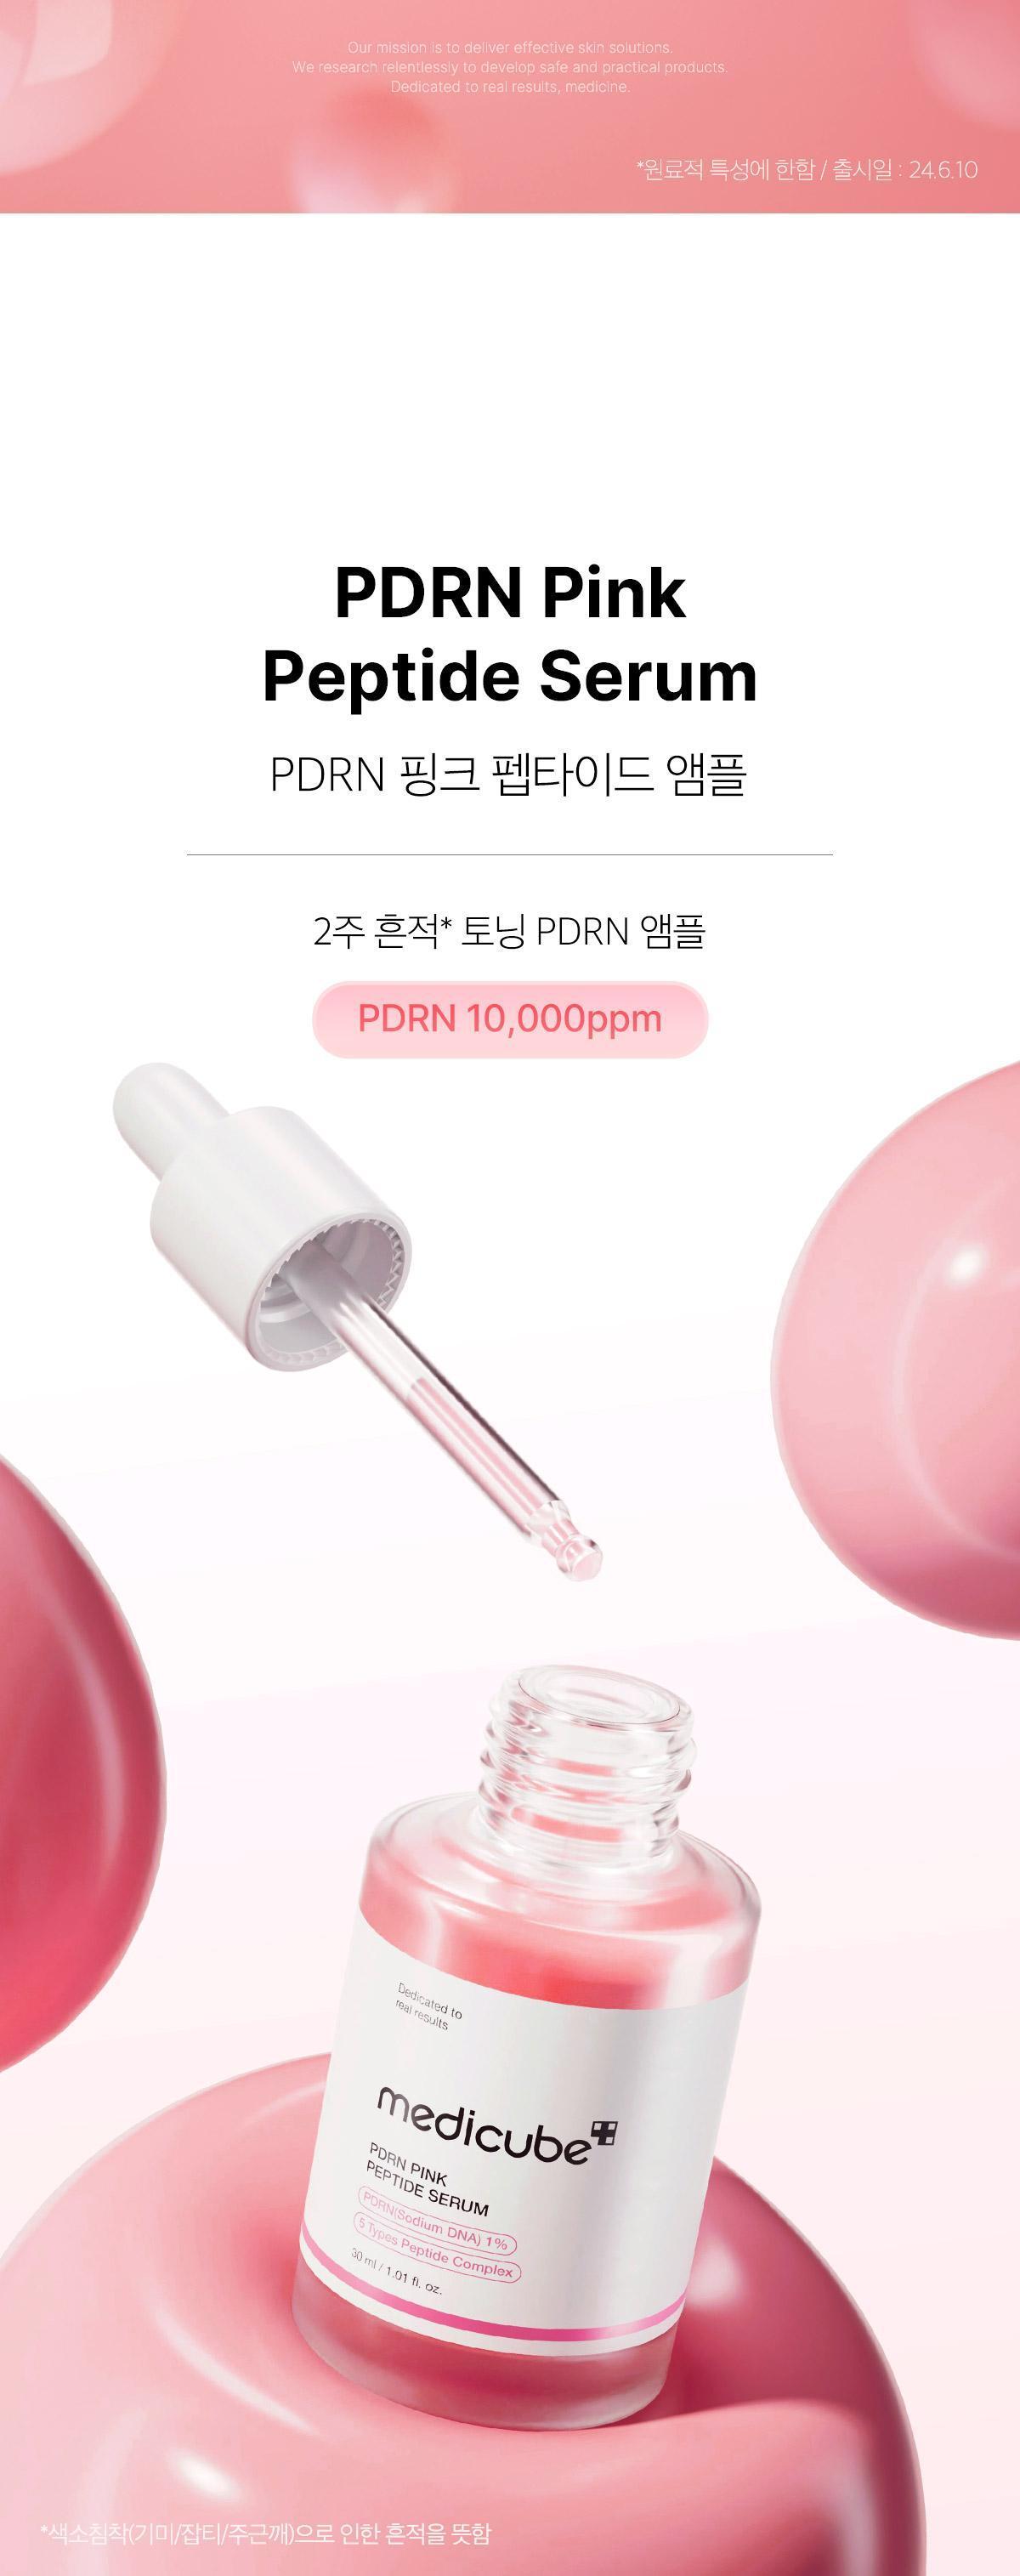 Our mission is to deliver effective skin solutions.
We research relentlessly to develop safe and practical products.
Dedicated to real results, medicine.
*원료적 특성에 한함 / 출시일 : 24.6.10
PDRN Pink
Peptide Serum
PDRN 핑크 펩타이드 앰플
2주 흔적* 토닝 PDRN 앰플
PDRN 10,000ppm
Dedicated to
real results
medicube
PDRN PINK
PEPTIDE SERUM
PDRN(Sodium DNA) 1%
5 Types Peptide Complex
30 ml / 1.01 fl. oz.
*색소침착(기미/잡티/주근깨)으로 인한 흔적을 뜻함